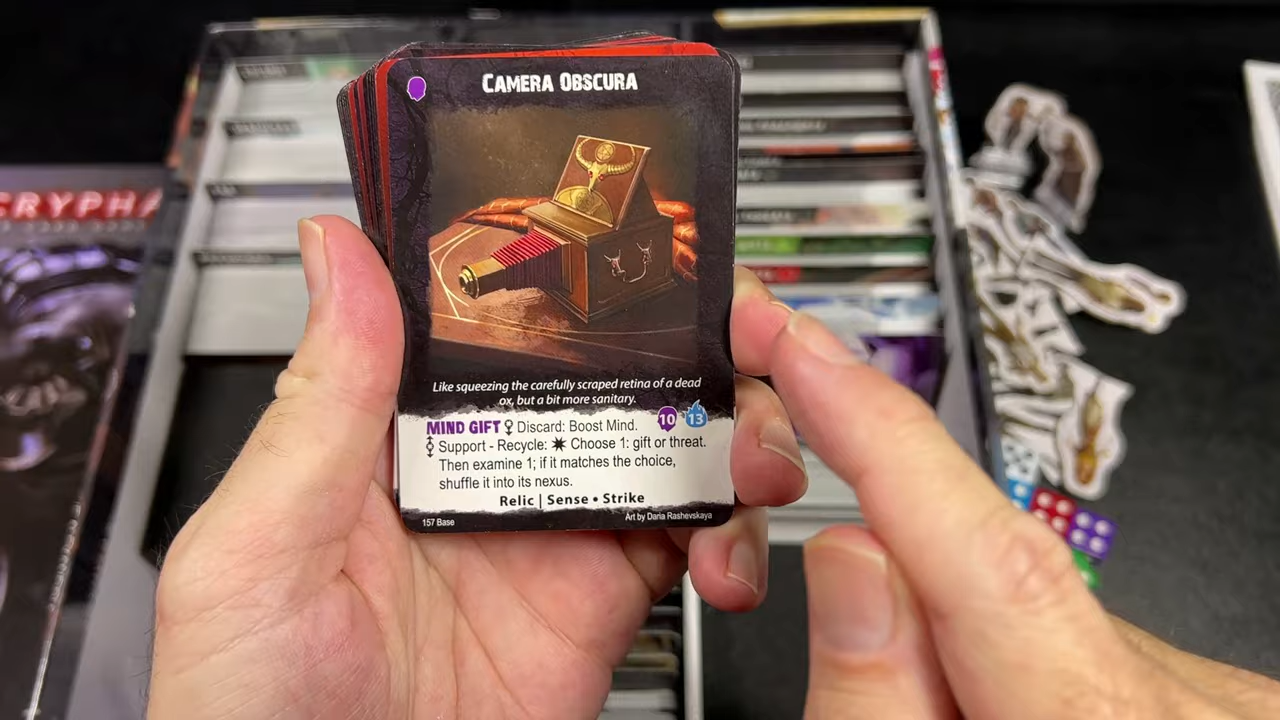 CAMERA OBSCURA
Like squeezing the carefully scraped retina of a dead
ox, but a bit more sanitary.
MIND GIFT Discard: Boost Mind.
10 13
Support - Recycle: Choose 1: gift or threat.
Then examine 1; if it matches the choice,
shuffle it into its nexus.
Relic | Sense • Strike
157 Base
Art by Daria Rashevskaya
CRYPHA